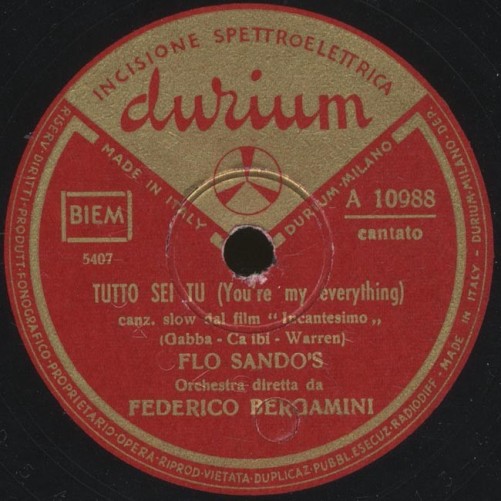 INCISIONE SPETTROELETTRICA
durium
MADE IN ITALY
DURIUM-MILANO
BIEM
A 10988
cantato
5407-
TUTTO SEI TU (You're my everything)
canz. slow dal film "Incantesimo„
(Gabba - Ca ibi - Warren)
FLO SANDO'S
Orchestra diretta da
FEDERICO BERGAMINI
RISERV. DIRITTI-PRODUTT-FONOGRAFICO-PROPRIETARIO-OPERA-RIPROD-VIETATA-DUPLICAZ-PUBBL.ESECUZ-RADIODIFF-MADE IN ITALY - DURIUM-MILANO-DEP.